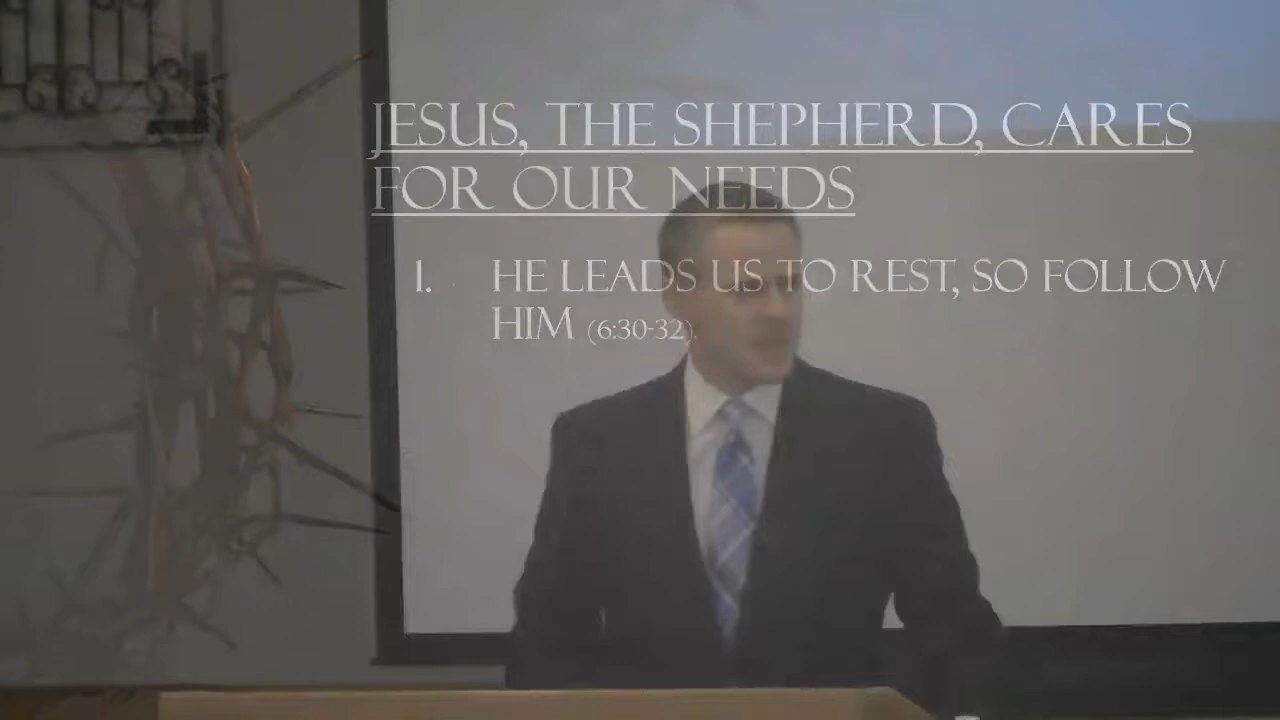 JESUS, THE SHEPHERD, CARES
FOR OUR NEEDS
1. HE LEADS US TO REST, SO FOLLOW
HIM (6:30-32).